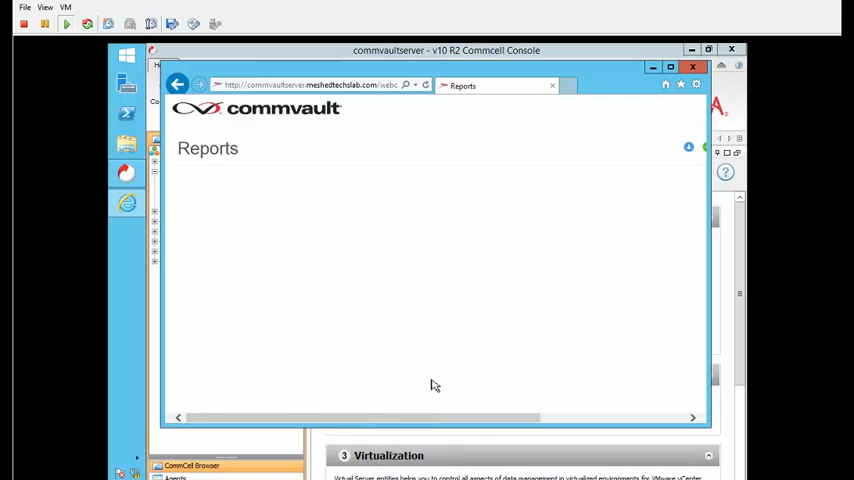 File View VM
commvaultserver - v10 R2 Commcell Console
http://commvaultserver.meshedtechslab.com/webc
Reports
commvault
Reports
3 Virtualization
Virtual Server entities helps you to control all aspects of data management in virtualized environments for VMware vCenter
CommCell Browser
Agents